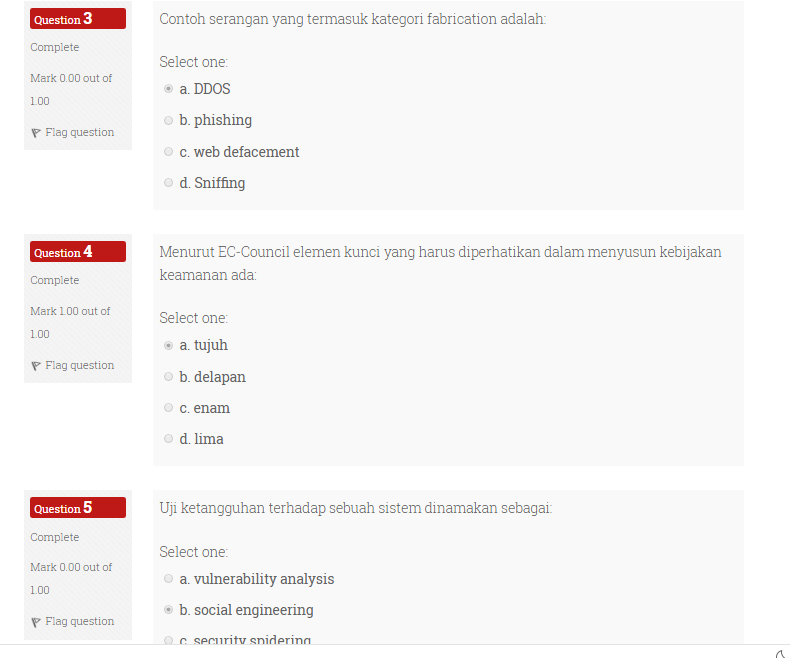 Question 3
Complete
Mark 0.00 out of
1.00
Flag question
Contoh serangan yang termasuk kategori fabrication adalah:
Select one:
a. DDOS
b. phishing
c. web defacement
d. Sniffing
Question 4
Complete
Mark 1.00 out of
1.00
Flag question
Menurut EC-Council elemen kunci yang harus diperhatikan dalam menyusun kebijakan
keamanan ada:
Select one:
a. tujuh
b. delapan
c. enam
d. lima
Question 5
Complete
Mark 0.00 out of
1.00
Flag question
Uji ketangguhan terhadap sebuah sistem dinamakan sebagai:
Select one:
a. vulnerability analysis
b. social engineering
c. security spidering